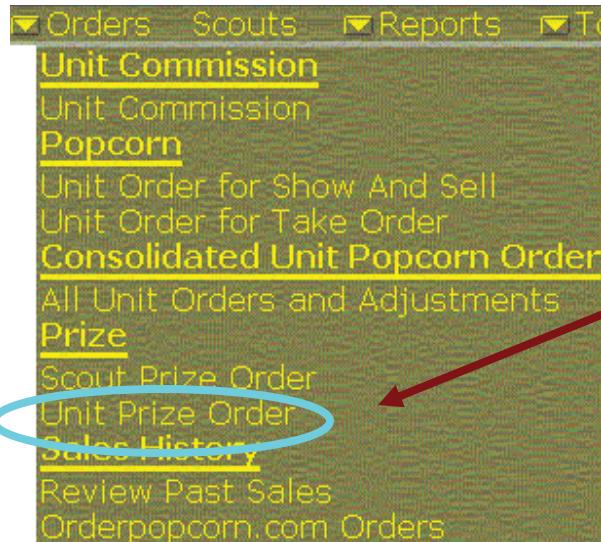 Orders Scouts Reports
Unit Commission
Unit Commission
Popcorn
Unit Order for Show And Sell
Unit Order for Take Order
Consolidated Unit Popcorn Order
All Unit Orders and Adjustments
Prize
Scout Prize Order
Unit Prize Order
Sales History
Review Past Sales
Orderpopcorn.com Orders